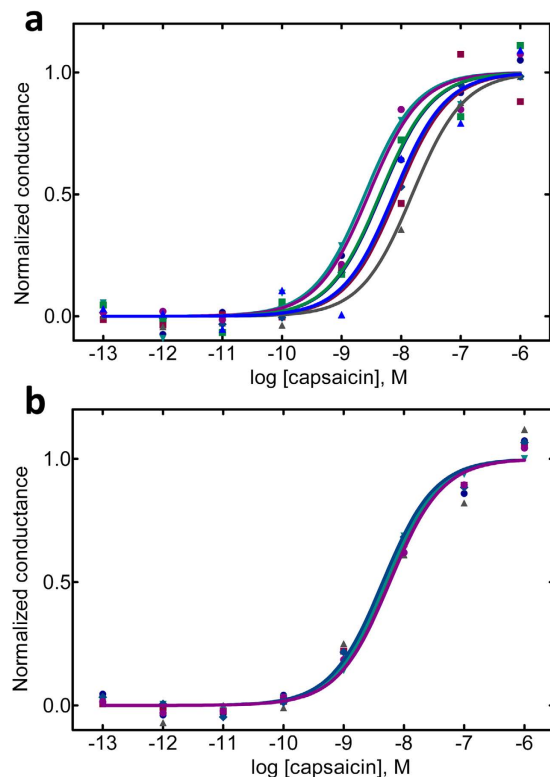 a
Normalized conductance
1.0
0.5
0.0
-13 -12 -11 -10 -9 -8 -7 -6
log [capsaicin], M
b
Normalized conductance
1.0
0.5
0.0
-13 -12 -11 -10 -9 -8 -7 -6
log [capsaicin], M